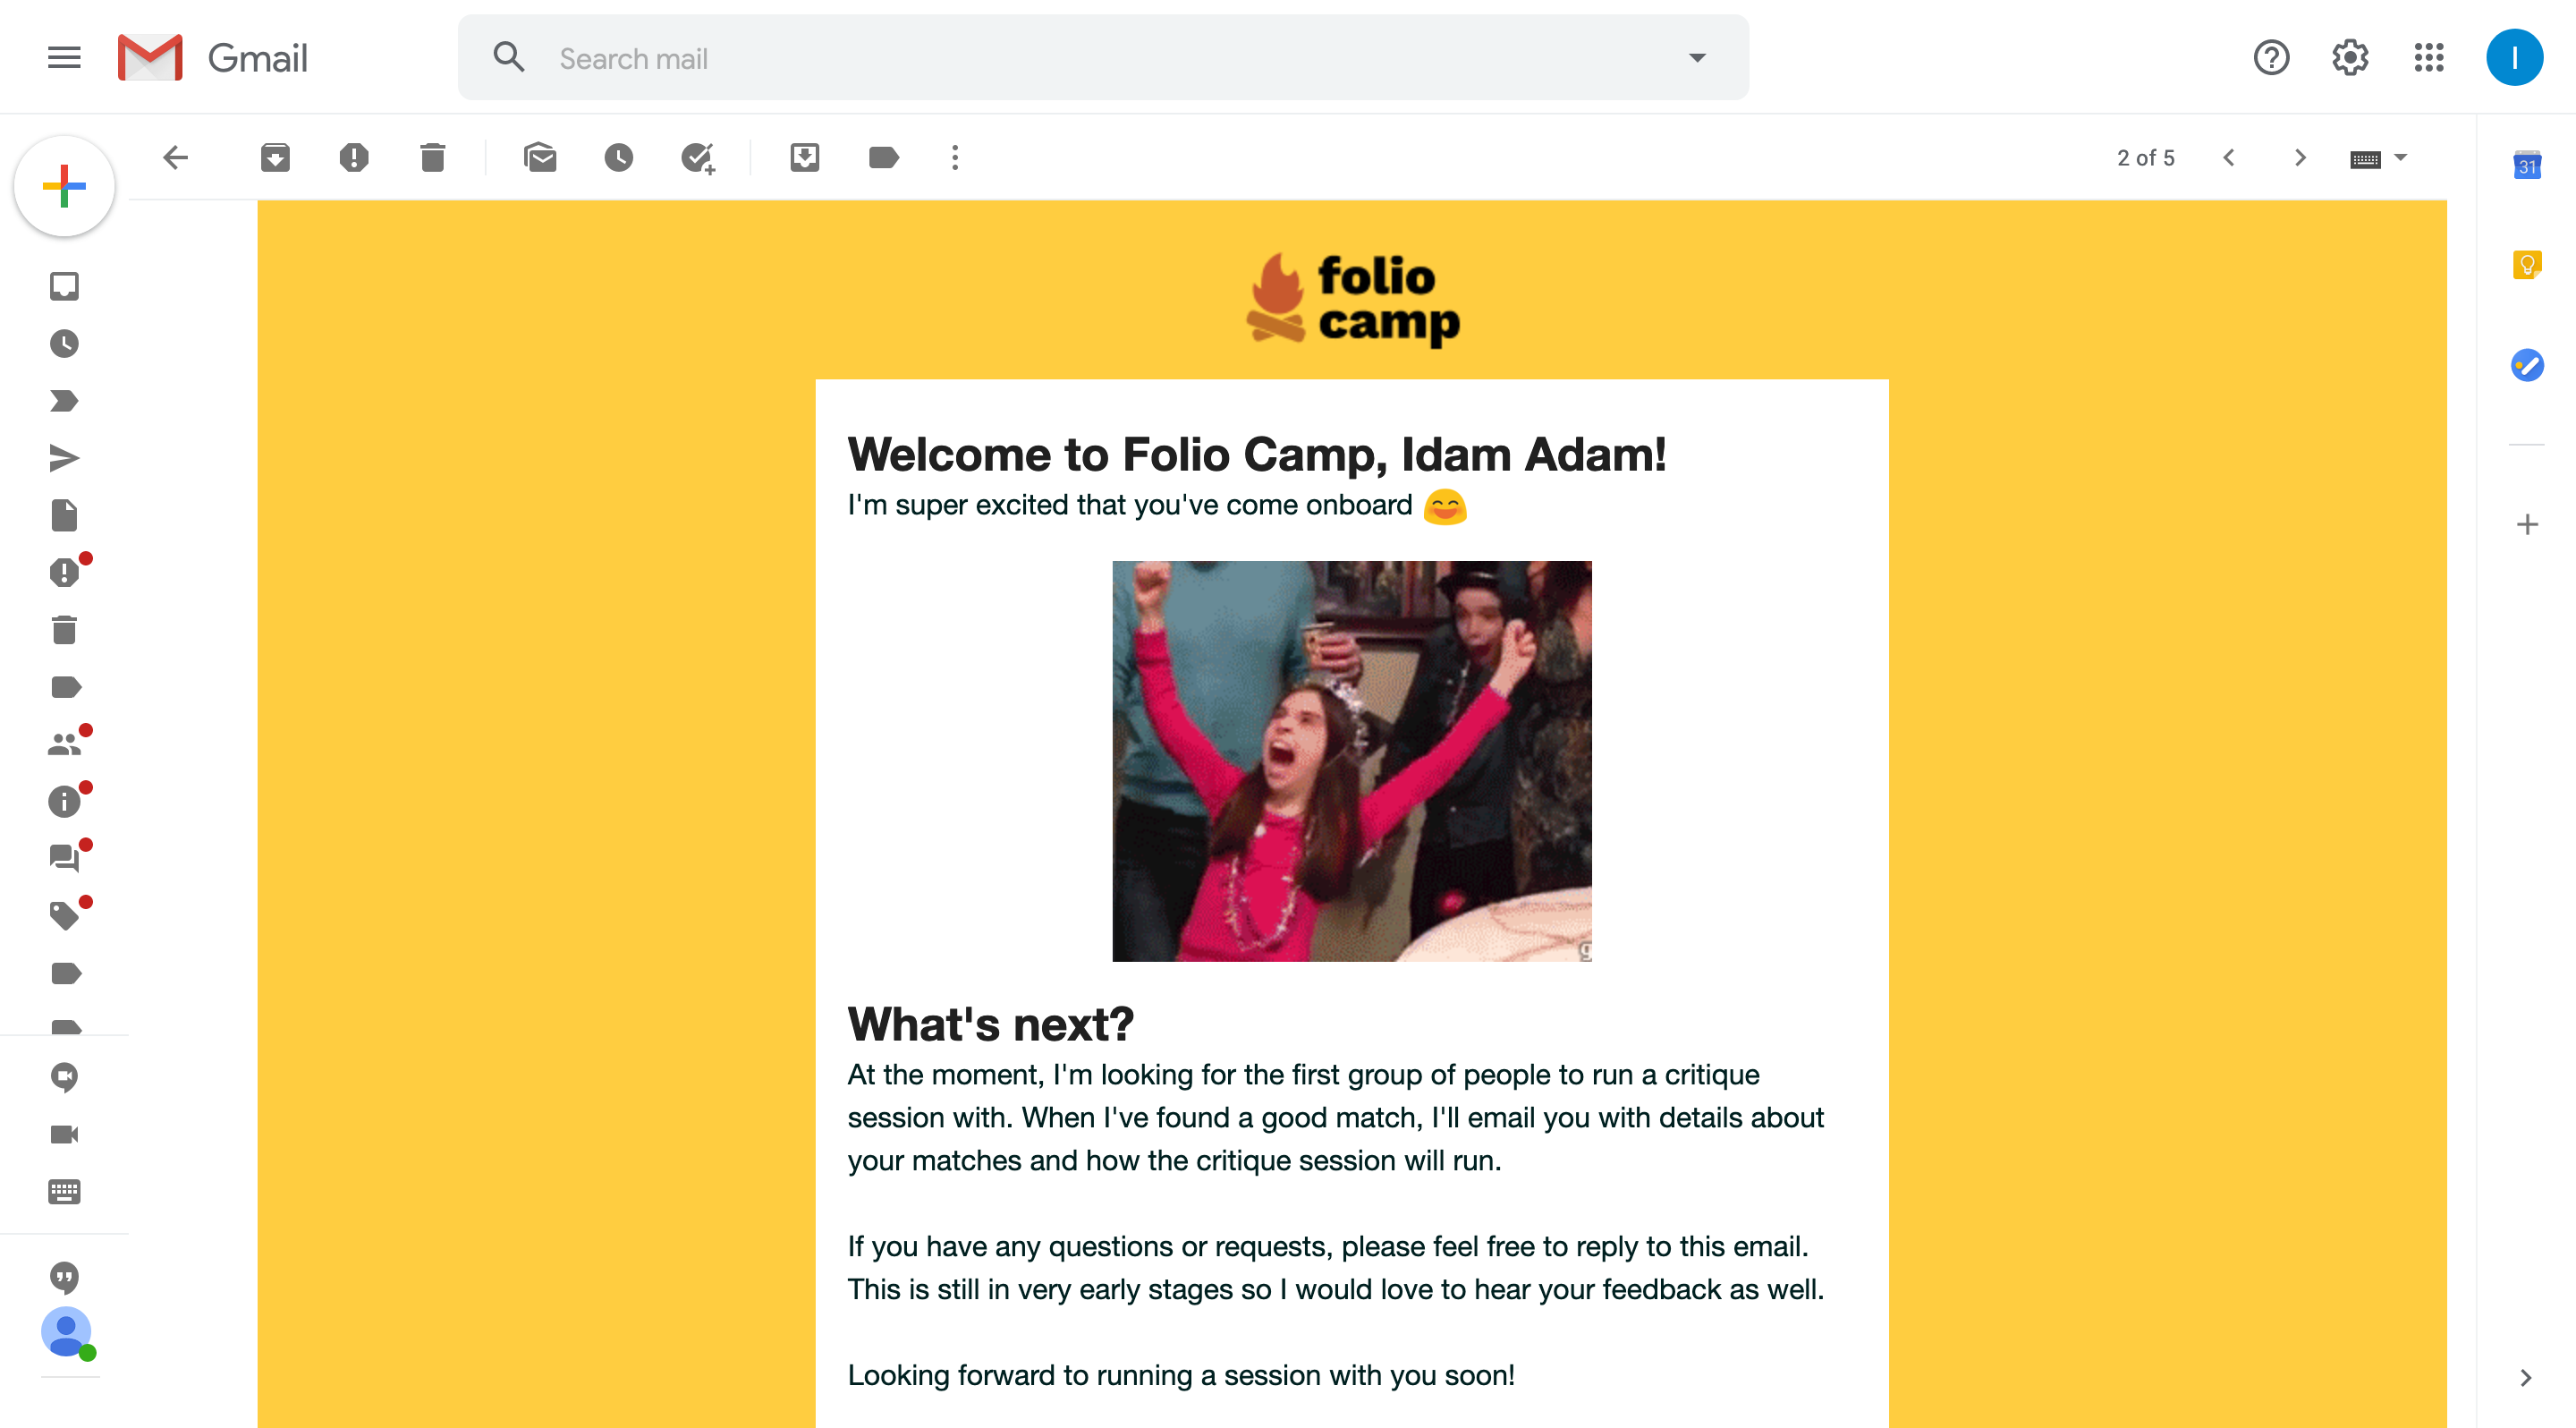 Gmail
Search mail
I
2 of 5
31
folio
camp
Welcome to Folio Camp, Idam Adam!
I'm super excited that you've come onboard 😊
g
What's next?
At the moment, I'm looking for the first group of people to run a critique
session with. When I've found a good match, I'll email you with details about
your matches and how the critique session will run.
If you have any questions or requests, please feel free to reply to this email.
This is still in very early stages so I would love to hear your feedback as well.
Looking forward to running a session with you soon!